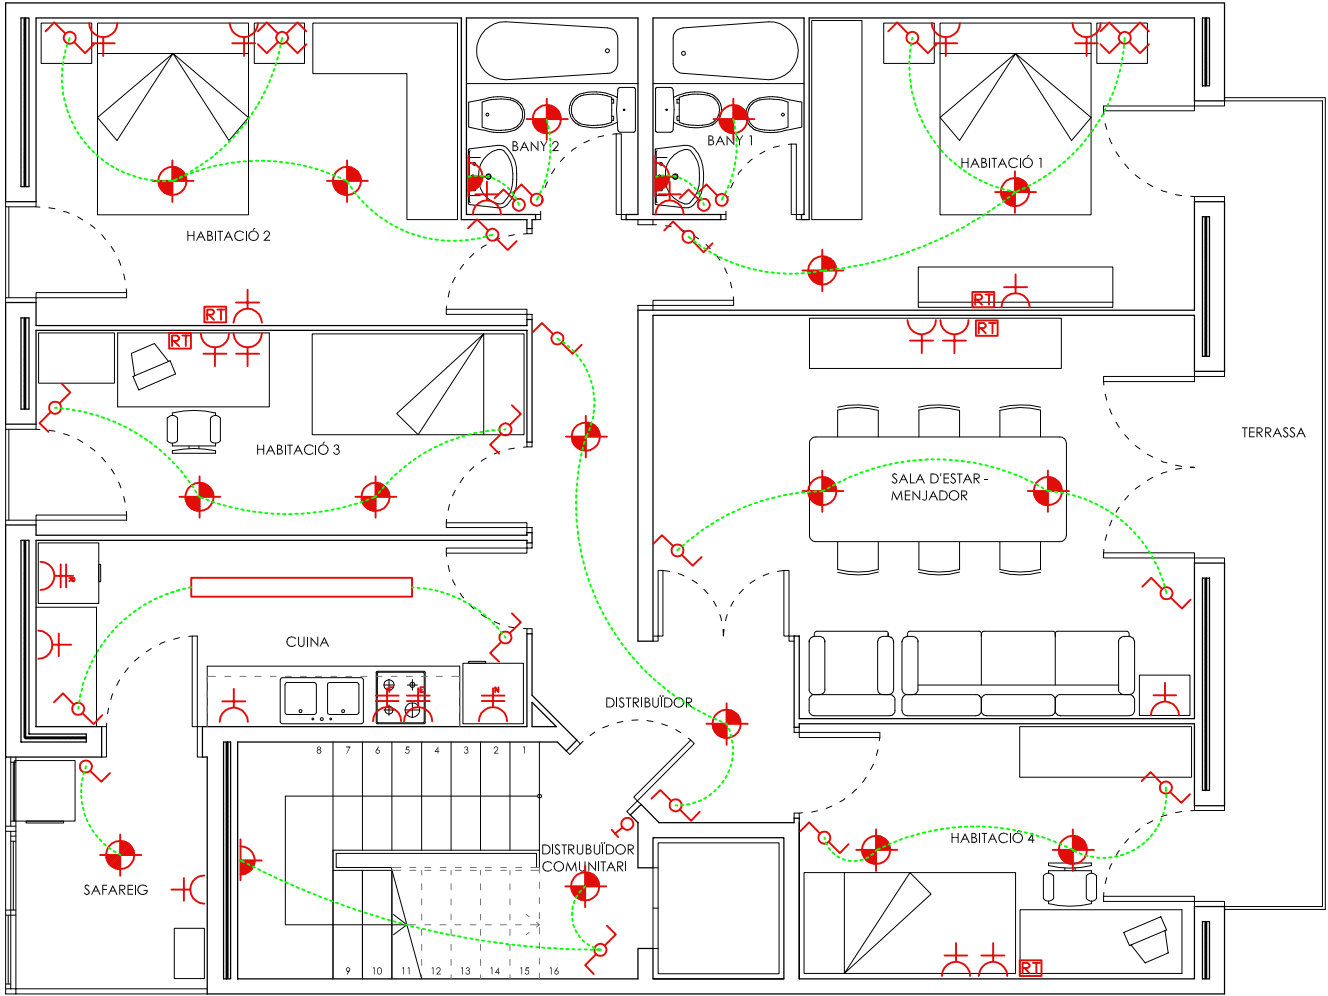 BANY 2
BANY 1
HABITACIÓ 1
HABITACIÓ 2
RT
RT
RT
RT
HABITACIÓ 3
TERRASSA
SALA D'ESTAR -
MENJADOR
CUINA
DISTRIBUÏDOR
8 7 6 5 4 3 2 1
HABITACIÓ 4
DISTRUBUÏDOR
COMUNITARI
SAFAREIG
9 10 11 12 13 14 15 16
RT